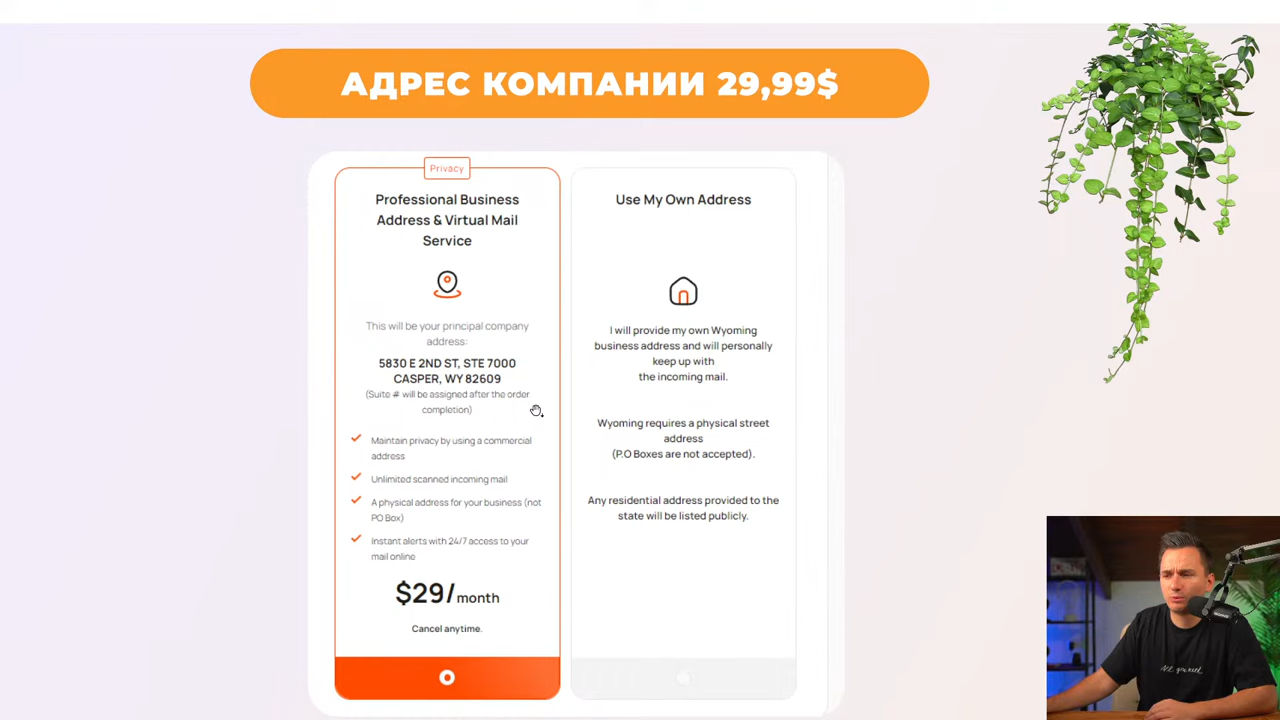 АДРЕС КОМПАНИИ 29,99$
Privacy
Professional Business
Address & Virtual Mail
Service
This will be your principal company
address:
5830 E 2ND ST, STE 7000
CASPER, WY 82609
(Suite # will be assigned after the order
completion)
Maintain privacy by using a commercial
address
Unlimited scanned incoming mail
A physical address for your business (not
PO Box)
Instant alerts with 24/7 access to your
mail online
$29/month
Cancel anytime.
Use My Own Address
I will provide my own Wyoming
business address and will personally
keep up with
the incoming mail.
Wyoming requires a physical street
address
(P.O Boxes are not accepted).
Any residential address provided to the
state will be listed publicly.